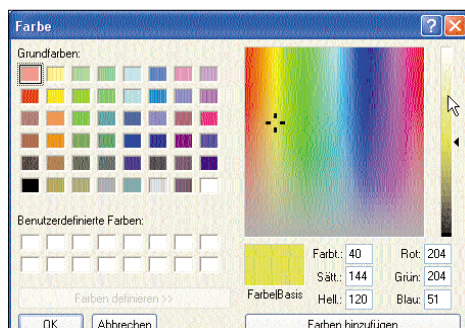 Farbe
Grundfarben:
Benutzerdefinierte Farben:
Farben definieren >>
OK Abbrechen
Farbe|Basis
Farbt.: 40 Rot: 204
Sätt.: 144 Grün: 204
Hell.: 120 Blau: 51
Farben hinzufügen